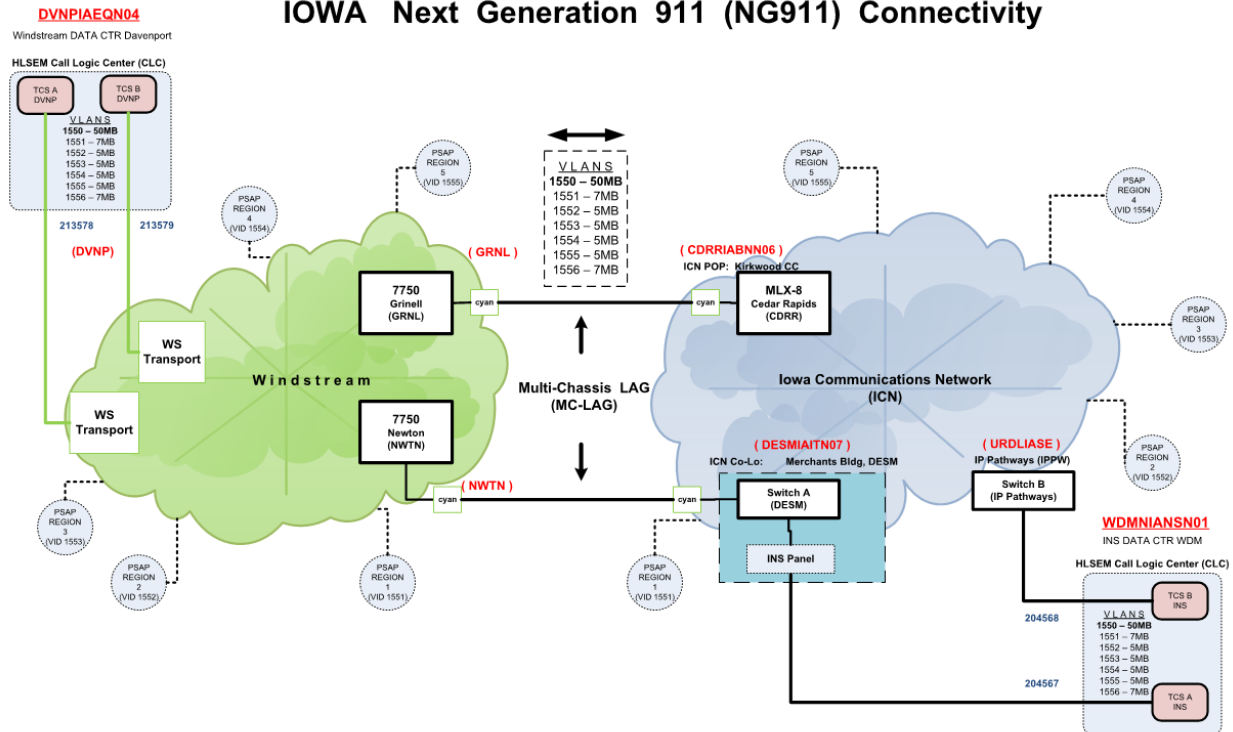 IOWA Next Generation 911 (NG911) Connectivity
DVNPIAEQN04
Windstream DATA CTR Davenport
HLSEM Call Logic Center (CLC)
TCS A
DVNP
TCS B
DVNP
VLANS
1550 – 50MB
1551 – 7MB
1552 – 5MB
1553 – 5MB
1554 – 5MB
1555 – 5MB
1556 – 7MB
213578
213579
(DVNP)
PSAP
REGION
4
(VID 1554)
PSAP
REGION
5
(VID 1555)
VLANS
1550 – 50MB
1551 – 7MB
1552 – 5MB
1553 – 5MB
1554 – 5MB
1555 – 5MB
1556 – 7MB
PSAP
REGION
5
(VID 1555)
PSAP
REGION
4
(VID 1554)
( GRNL )
( CDRRIABNN06 )
ICN POP: Kirkwood CC
7750
Grinell
(GRNL)
cyan
cyan
MLX-8
Cedar Rapids
(CDRR)
PSAP
REGION
3
(VID 1553)
WS
Transport
Windstream
Multi-Chassis LAG
(MC-LAG)
Iowa Communications Network
(ICN)
WS
Transport
7750
Newton
(NWTN)
( DESMIAITN07 )
ICN Co-Lo: Merchants Bldg, DESM
( URDLIASE )
IP Pathways (IPPW)
PSAP
REGION
2
(VID 1552)
( NWTN )
cyan
cyan
Switch A
(DESM)
Switch B
(IP Pathways)
PSAP
REGION
3
(VID 1553)
PSAP
REGION
2
(VID 1552)
PSAP
REGION
1
(VID 1551)
PSAP
REGION
1
(VID 1551)
INS Panel
WDMNIANSN01
INS DATA CTR WDM
HLSEM Call Logic Center (CLC)
TCS B
INS
VLANS
1550 – 50MB
1551 – 7MB
1552 – 5MB
1553 – 5MB
1554 – 5MB
1555 – 5MB
1556 – 7MB
204568
204567
TCS A
INS